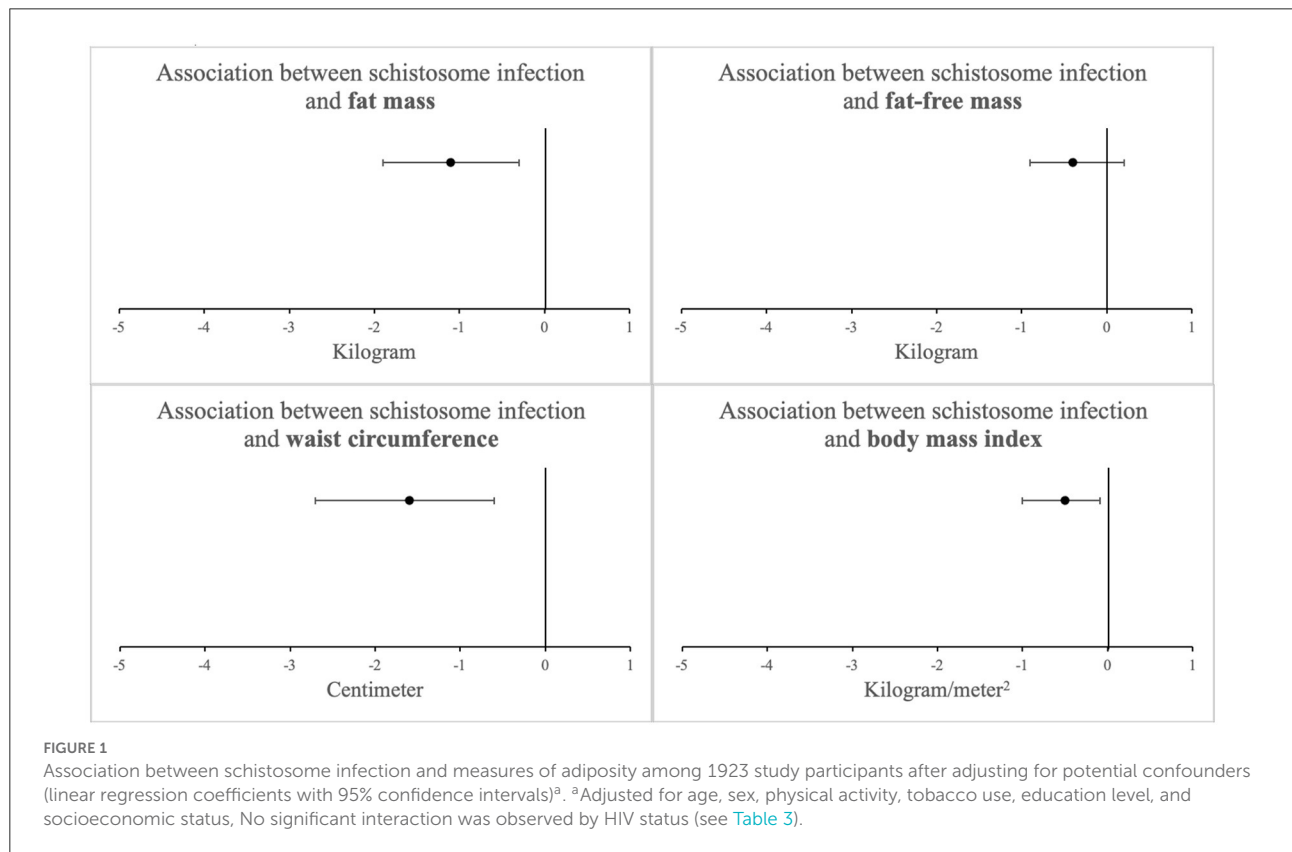 Association between schistosome infection
and fat mass
-5 -4 -3 -2 -1 0 1
Kilogram
Association between schistosome infection
and fat-free mass
-5 -4 -3 -2 -1 0 1
Kilogram
Association between schistosome infection
and waist circumference
-5 -4 -3 -2 -1 0 1
Centimeter
Association between schistosome infection
and body mass index
-5 -4 -3 -2 -1 0 1
Kilogram/meter²
FIGURE 1
Association between schistosome infection and measures of adiposity among 1923 study participants after adjusting for potential confounders
(linear regression coefficients with 95% confidence intervals)ᵃ. ᵃAdjusted for age, sex, physical activity, tobacco use, education level, and
socioeconomic status, No significant interaction was observed by HIV status (see Table 3).